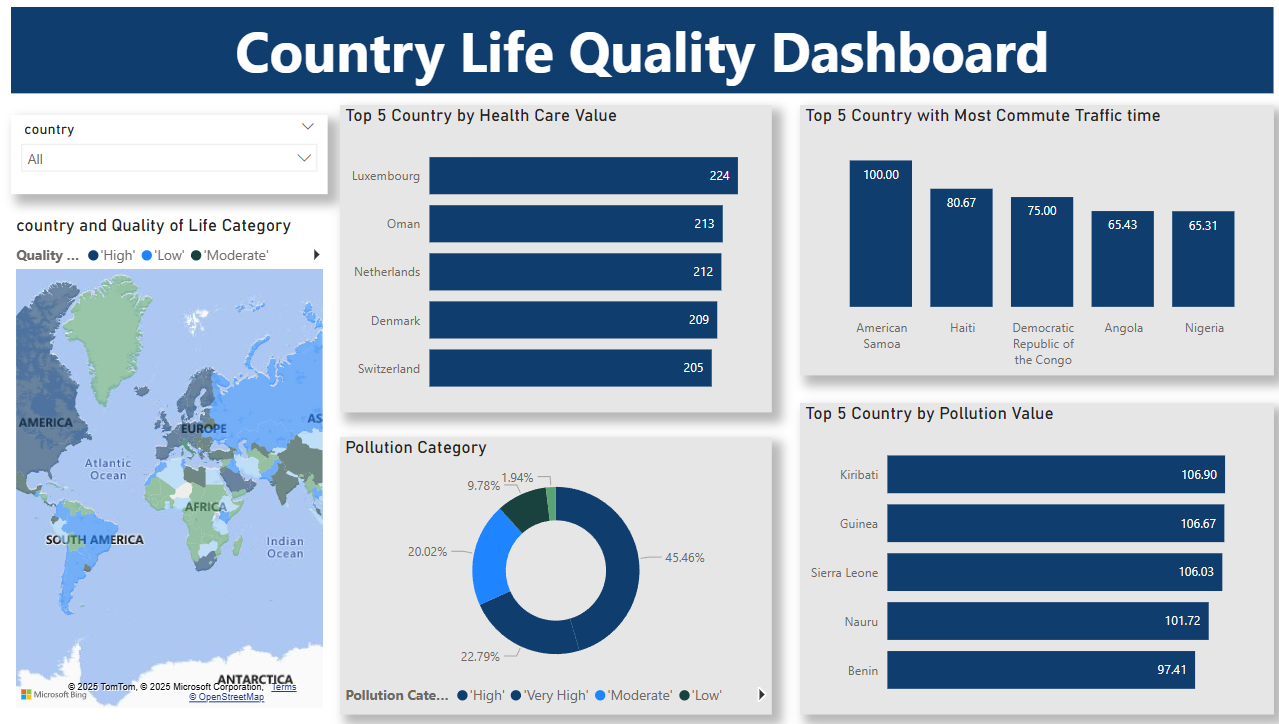 Country Life Quality Dashboard
country
All
country and Quality of Life Category
Quality ... 'High' 'Low' 'Moderate'
AMERICA
EUROPE
AS
Atlantic
Ocean
AFRICA
SOUTH AMERICA
Indian
Ocean
ANTARCTICA
© 2025 TomTom, © 2025 Microsoft Corporation, Terms
Microsoft Bing
© OpenStreetMap
Top 5 Country by Health Care Value
Luxembourg 224
Oman 213
Netherlands 212
Denmark 209
Switzerland 205
Pollution Category
1.94%
9.78%
20.02%
45.46%
22.79%
Pollution Cate... 'High' 'Very High' 'Moderate' 'Low'
Top 5 Country with Most Commute Traffic time
100.00
80.67
75.00
65.43
65.31
American
Samoa
Haiti
Democratic
Republic of
the Congo
Angola
Nigeria
Top 5 Country by Pollution Value
Kiribati 106.90
Guinea 106.67
Sierra Leone 106.03
Nauru 101.72
Benin 97.41